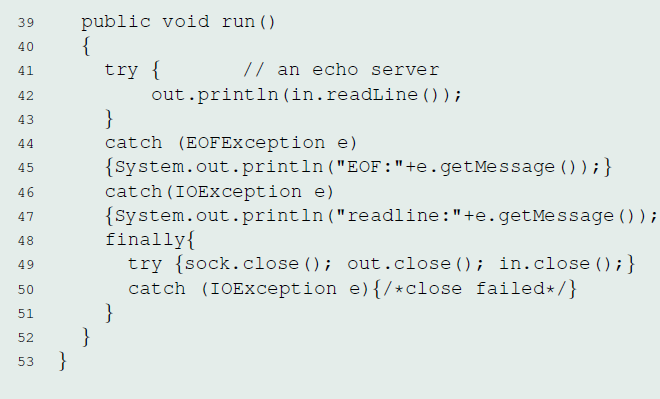 39 public void run()
40 {
41 try { // an echo server
42 out.println(in.readLine());
43 }
44 catch (EOFException e)
45 {System.out.println("EOF:"+e.getMessage());}
46 catch(IOException e)
47 {System.out.println("readline:"+e.getMessage());
48 finally{
49 try {sock.close(); out.close(); in.close();}
50 catch (IOException e){/*close failed*/}
51 }
52 }
53 }